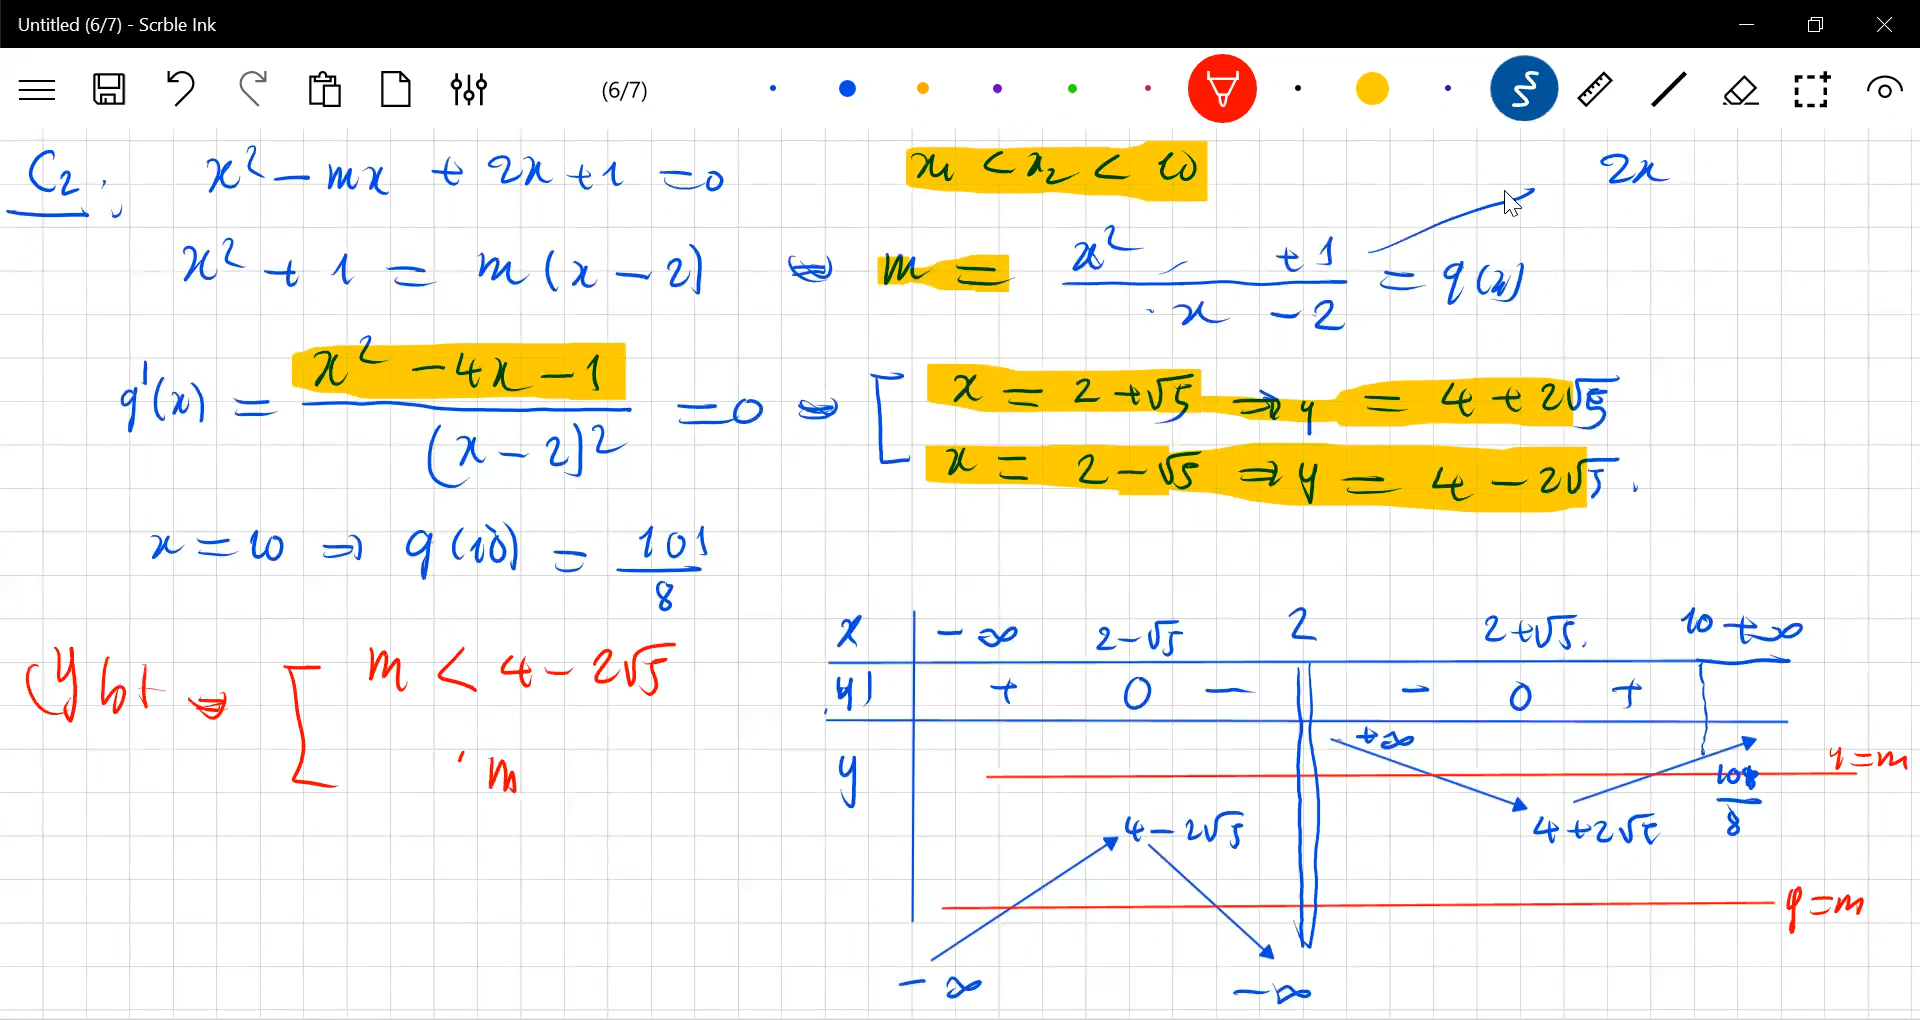 Untitled (6/7) - Scrble Ink
(6/7)
C2: x² - mx + 2x + 1 = 0
x1 < x2 < 10
2x
x² + 1 = m(x - 2) ⇔ m = (x² + 1)/(x - 2) = g(x)
g'(x) = (x² - 4x - 1)/(x - 2)² = 0 ⇔ [ x = 2 + √5 ⇒ y = 4 + 2√5
x = 2 - √5 ⇒ y = 4 - 2√5.
x = 10 ⇒ g(10) = 101/8
Ycbt ⇔ [ m < 4 - 2√5
m
x -∞ 2-√5 2 2+√5. 10 +∞
y' + 0 - - 0 +
y +∞
y = m
4 - 2√5 4 + 2√5 101/8
y = m
-∞ -∞